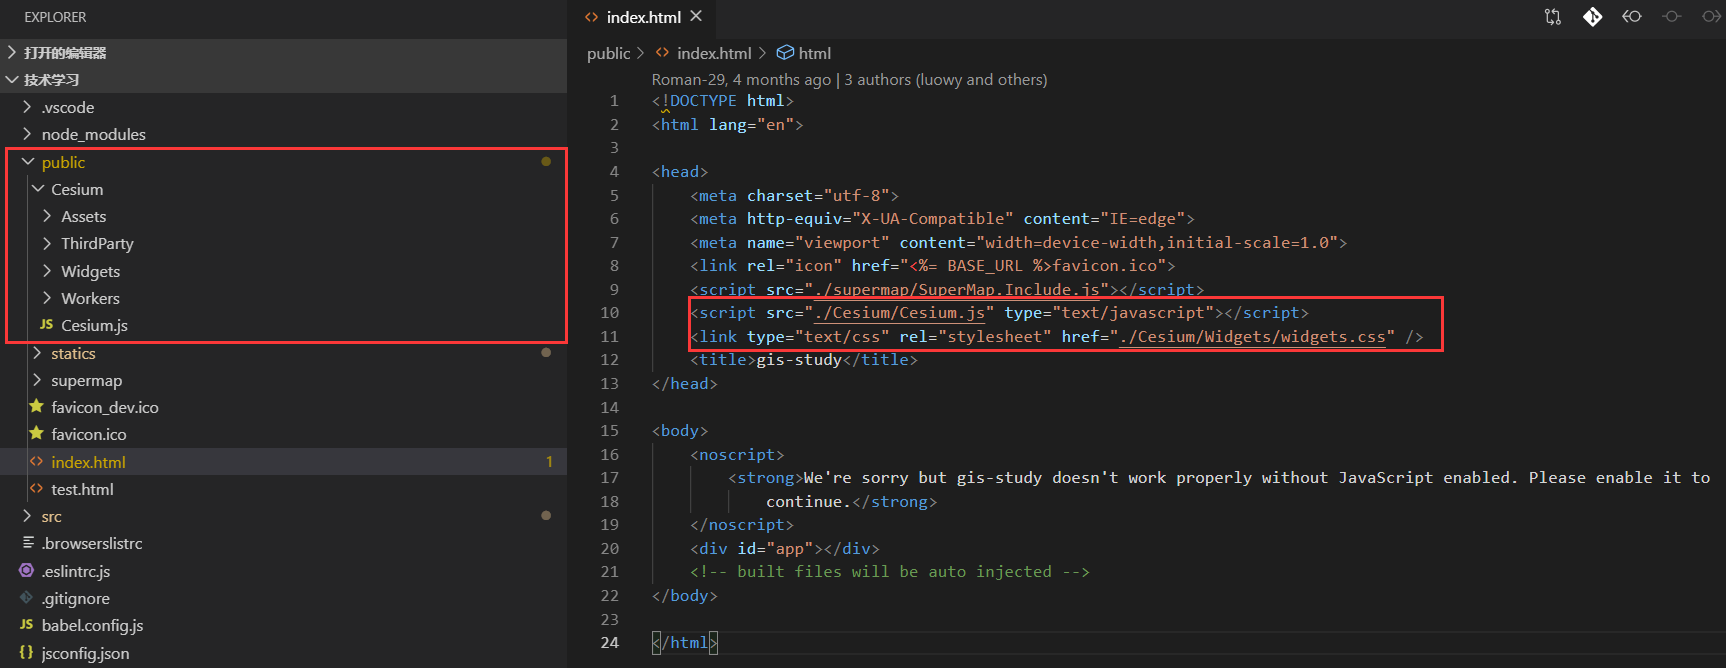 EXPLORER
打开的编辑器
技术学习
.vscode
node_modules
public
Cesium
Assets
ThirdParty
Widgets
Workers
JS Cesium.js
statics
supermap
favicon_dev.ico
favicon.ico
<> index.html 1
<> test.html
src
.browserslistrc
.eslintrc.js
.gitignore
JS babel.config.js
{} jsconfig.json
<> index.html
public > <> index.html > html
Roman-29, 4 months ago | 3 authors (luowy and others)
1 <!DOCTYPE html>
2 <html lang="en">
3
4 <head>
5 <meta charset="utf-8">
6 <meta http-equiv="X-UA-Compatible" content="IE=edge">
7 <meta name="viewport" content="width=device-width,initial-scale=1.0">
8 <link rel="icon" href="<%= BASE_URL %>favicon.ico">
9 <script src="./supermap/SuperMap.Include.js"></script>
10 <script src="./Cesium/Cesium.js" type="text/javascript"></script>
11 <link type="text/css" rel="stylesheet" href="./Cesium/Widgets/widgets.css" />
12 <title>gis-study</title>
13 </head>
14
15 <body>
16 <noscript>
17 <strong>We're sorry but gis-study doesn't work properly without JavaScript enabled. Please enable it to
18 continue.</strong>
19 </noscript>
20 <div id="app"></div>
21 <!-- built files will be auto injected -->
22 </body>
23
24 </html>